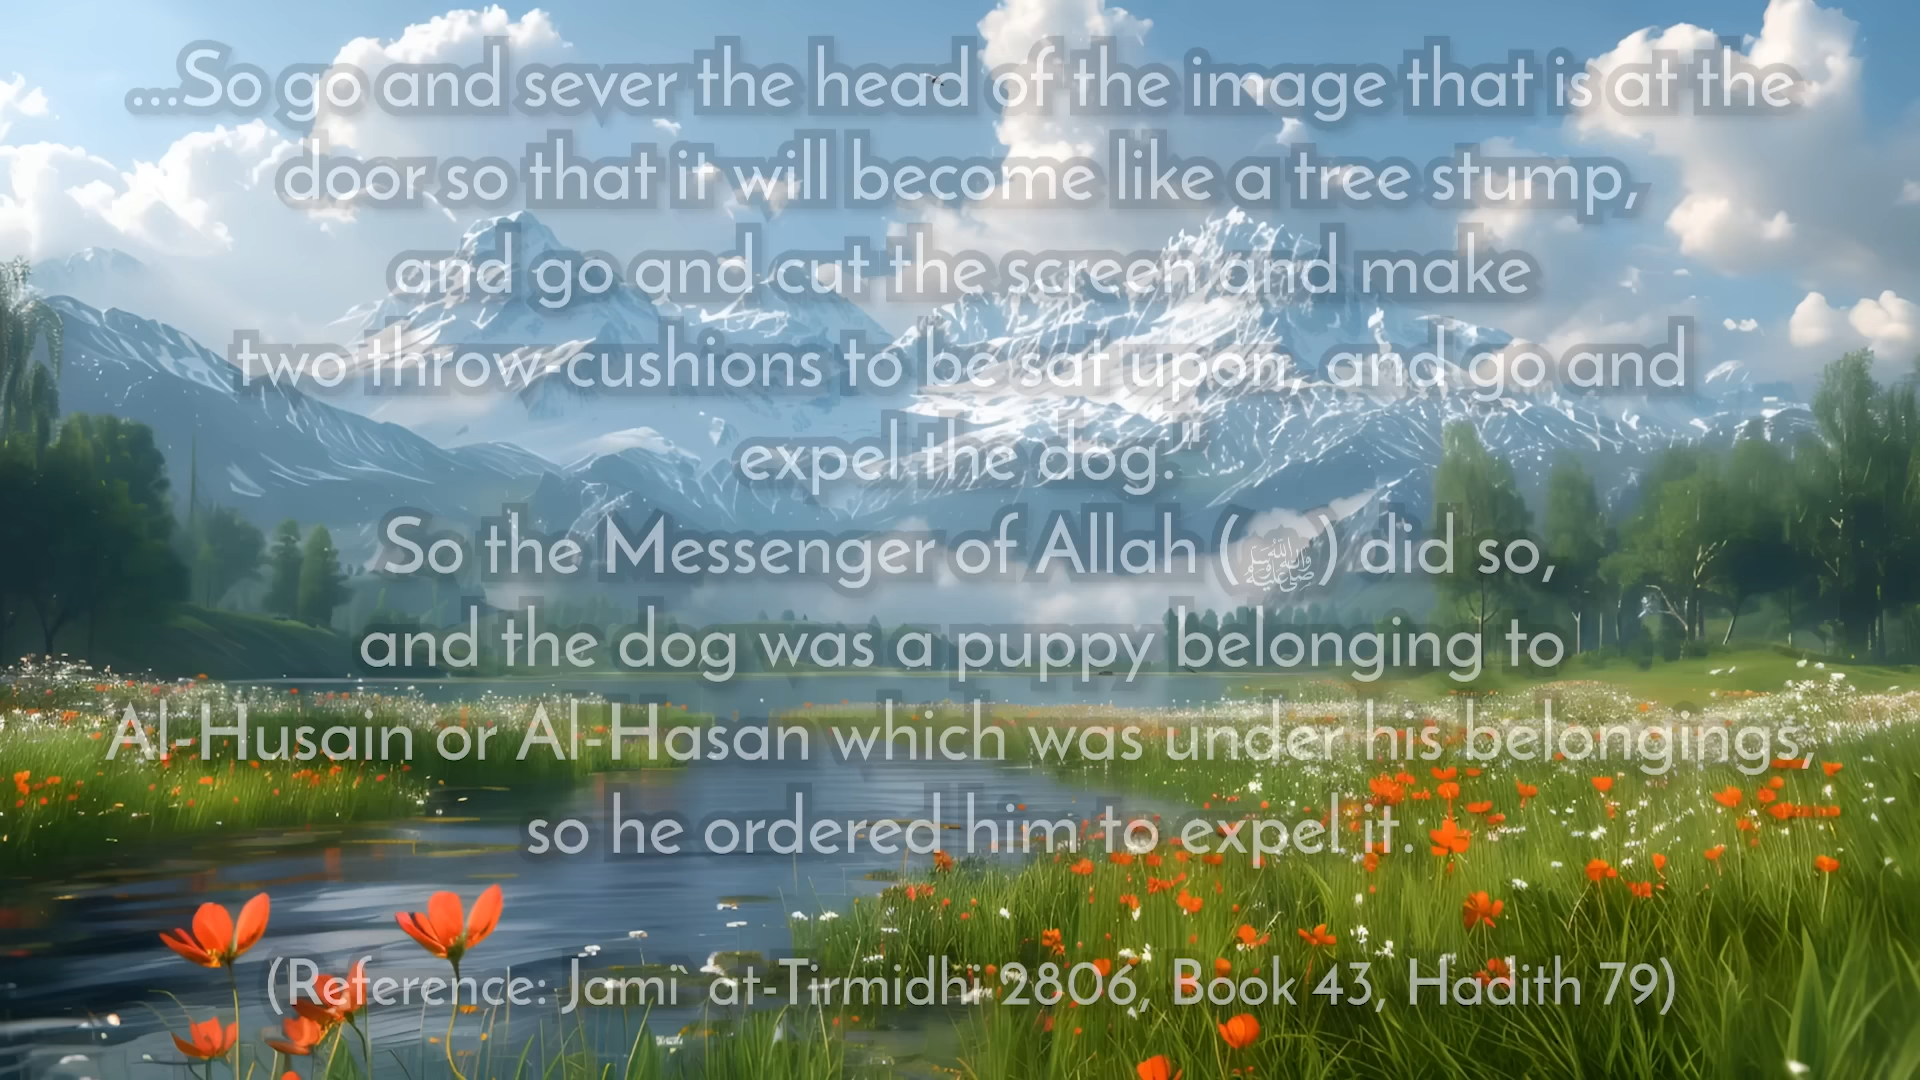 ...So go and sever the head of the image that is at the
door so that it will become like a tree stump,
and go and cut the screen and make
two throw-cushions to be sat upon, and go and
expel the dog."
So the Messenger of Allah (ﷺ) did so,
and the dog was a puppy belonging to
Al-Husain or Al-Hasan which was under his belongings,
so he ordered him to expel it.
(Reference: Jami` at-Tirmidhi 2806, Book 43, Hadith 79)